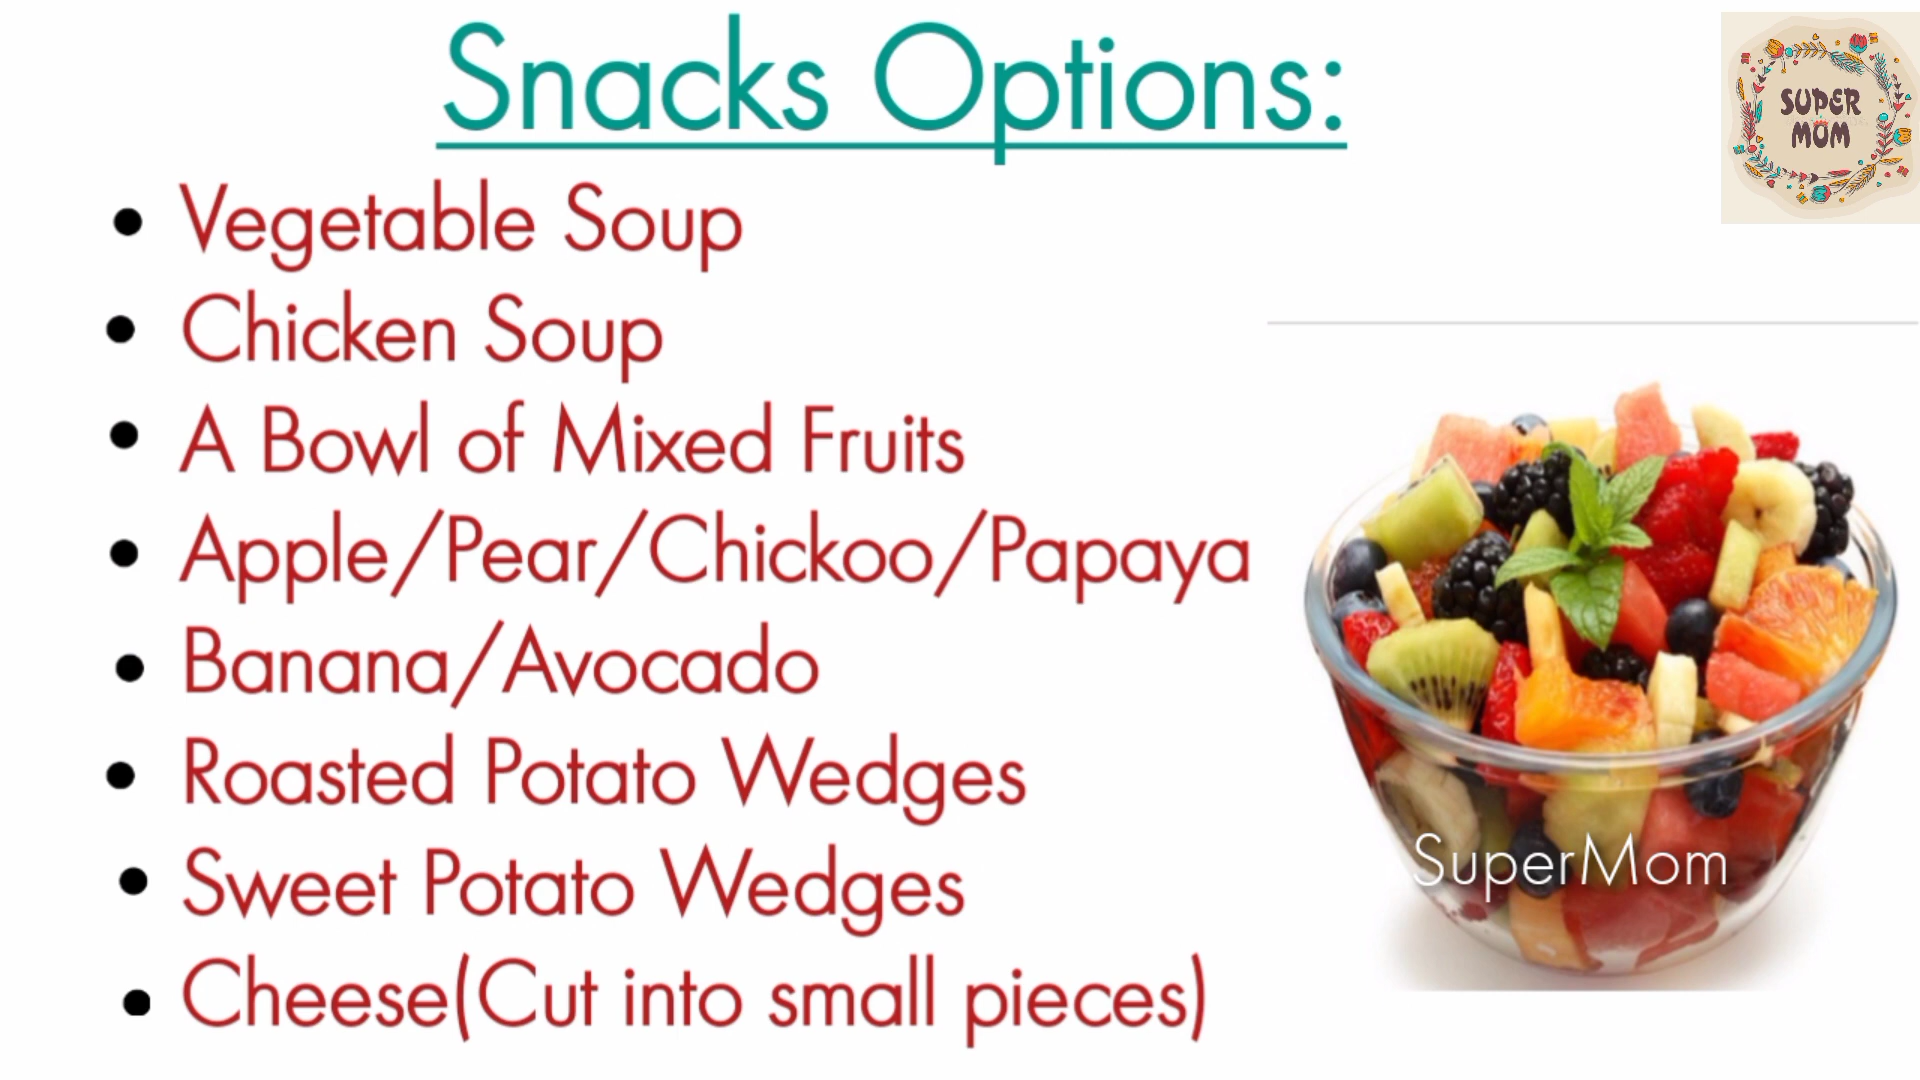 Snacks Options:
SUPER
MOM
• Vegetable Soup
• Chicken Soup
• A Bowl of Mixed Fruits
• Apple/Pear/Chickoo/Papaya
• Banana/Avocado
• Roasted Potato Wedges
• Sweet Potato Wedges
• Cheese(Cut into small pieces)
SuperMom